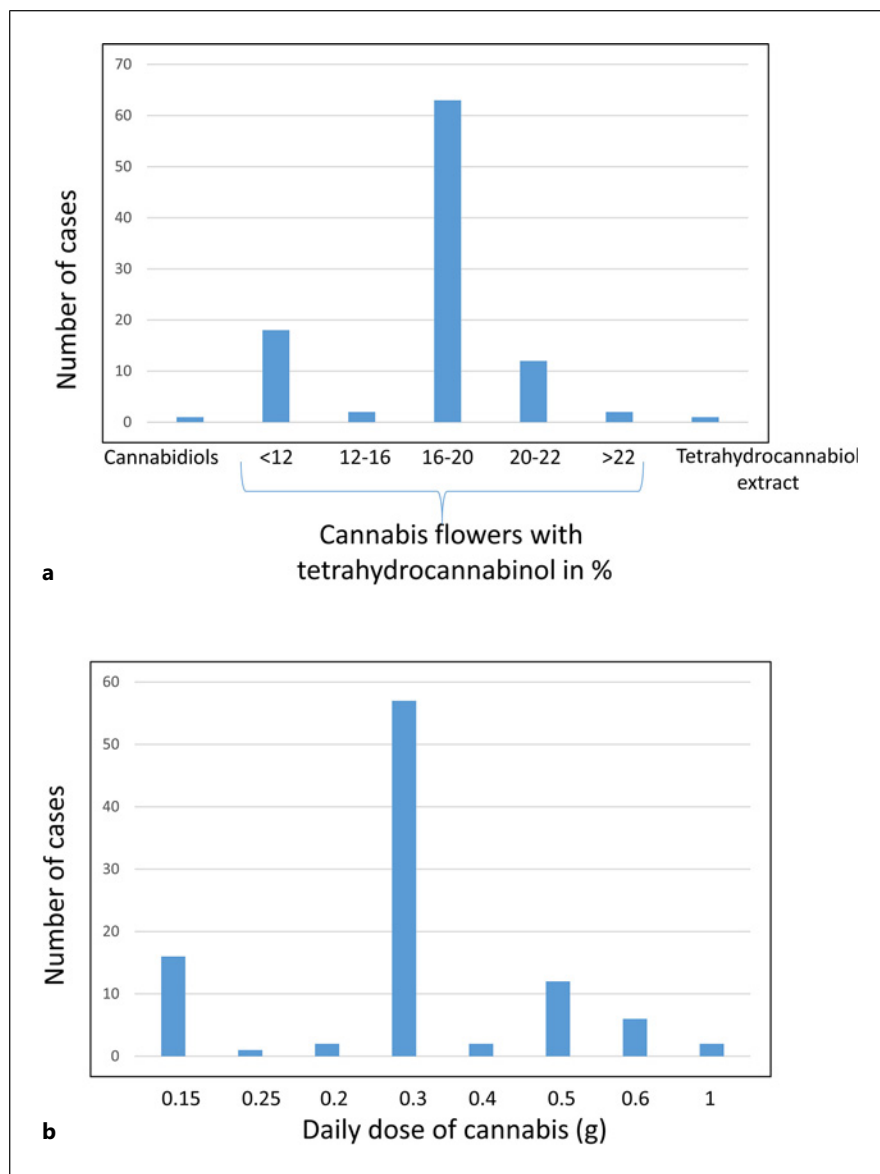 70
60
50
40
30
20
10
0
Number of cases
Cannabidiols <12 12-16 16-20 20-22 >22 Tetrahydrocannabiol
extract
Cannabis flowers with
tetrahydrocannabinol in %
a
60
50
40
30
20
10
0
Number of cases
0.15 0.25 0.2 0.3 0.4 0.5 0.6 1
Daily dose of cannabis (g)
b